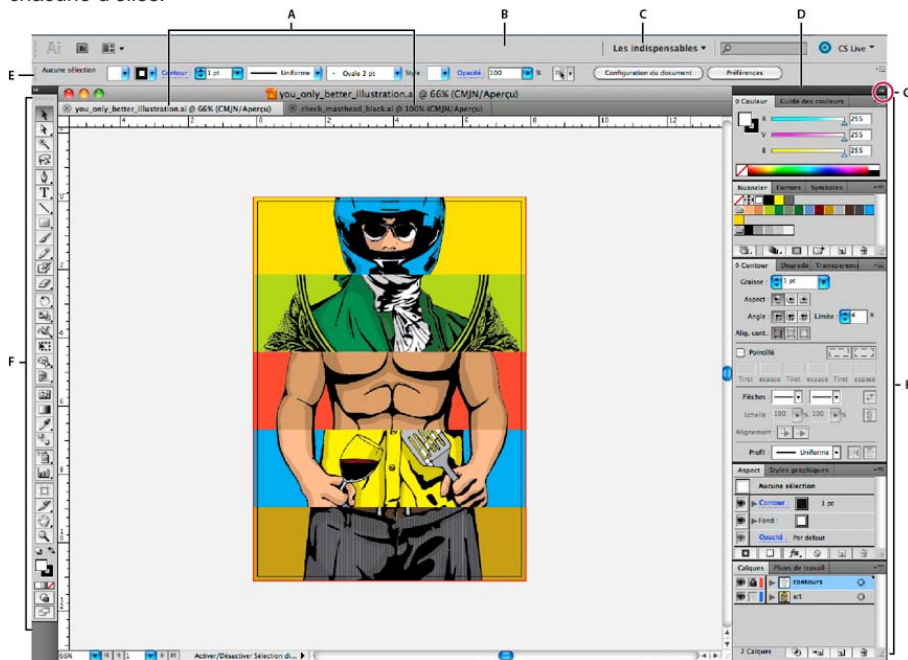 chacune d'elles.
A B C D
Ai Les indispensables CS Live
E Aucune sélection Contour : 1 pt Uniforme Ovale 2 pt Style : Opacité : 100 % Configuration du document Préférences
you_only_better_illustration.ai @ 66% (CMJN/Aperçu)
you_only_better_illustration.ai @ 66% (CMJN/Aperçu) check_masthead_black.ai @ 100% (CMJN/Aperçu)
Couleur Guide des couleurs
R 255
V 255
B 255
Nuancier Formes Symboles
Contour Dégradé Transparenc
Graisse : 1 pt
Aspect :
Angle : Limite : 4 x
Alig. cont. :
Pointillé
Tiret espace Tiret espace Tiret espace
Flèches :
Echelle : 100 % 100 %
Alignement :
Profil : Uniforme
Aspect Styles graphiques
Aucune sélection
Contour : 1 pt
Fond :
Opacité : Par défaut
fx
Calques Plans de travail
contours
art
2 Calques
F
66% 1 Activer/Désactiver Sélection di...